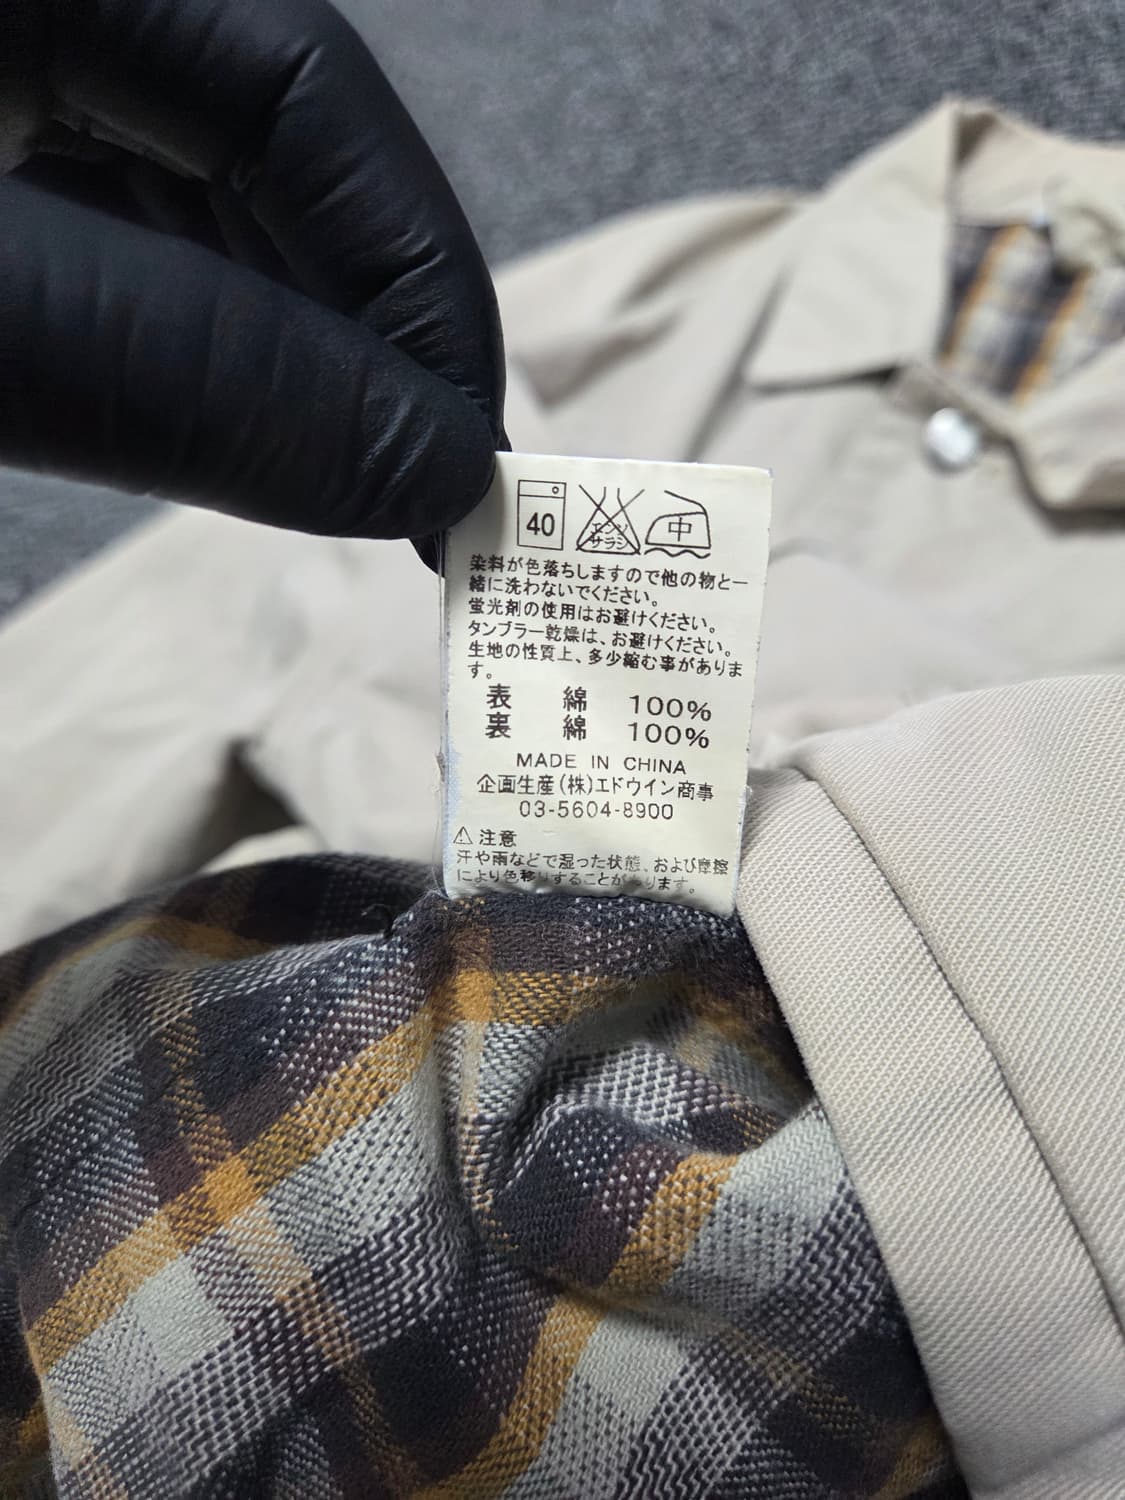 40
エンソ
サラシ
中
染料が色落ちしますので他の物と一
緒に洗わないでください。
蛍光剤の使用はお避けください。
タンブラー乾燥は、お避けください。
生地の性質上、多少縮む事がありま
す。
表 綿 100%
裏 綿 100%
MADE IN CHINA
企画生産(株)エドウイン商事
03-5604-8900
⚠ 注意
汗や雨などで湿った状態、および摩擦
により色移りすることがあります。